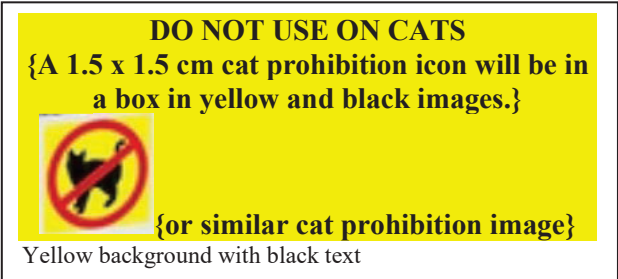 DO NOT USE ON CATS
{A 1.5 x 1.5 cm cat prohibition icon will be in
a box in yellow and black images.}
{or similar cat prohibition image}
Yellow background with black text